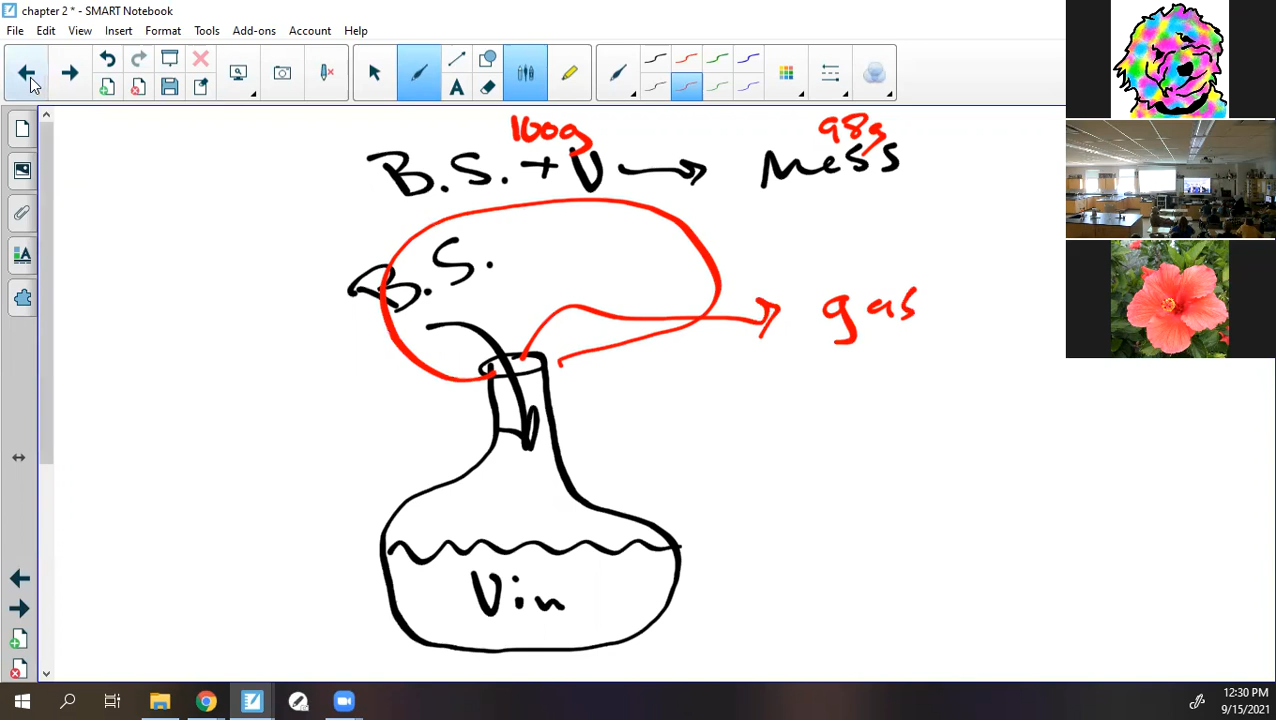 chapter 2 * - SMART Notebook
File Edit View Insert Format Tools Add-ons Account Help
100g 98g
B.S. + V → Mess
B.S.
gas
Vin
12:30 PM
9/15/2021